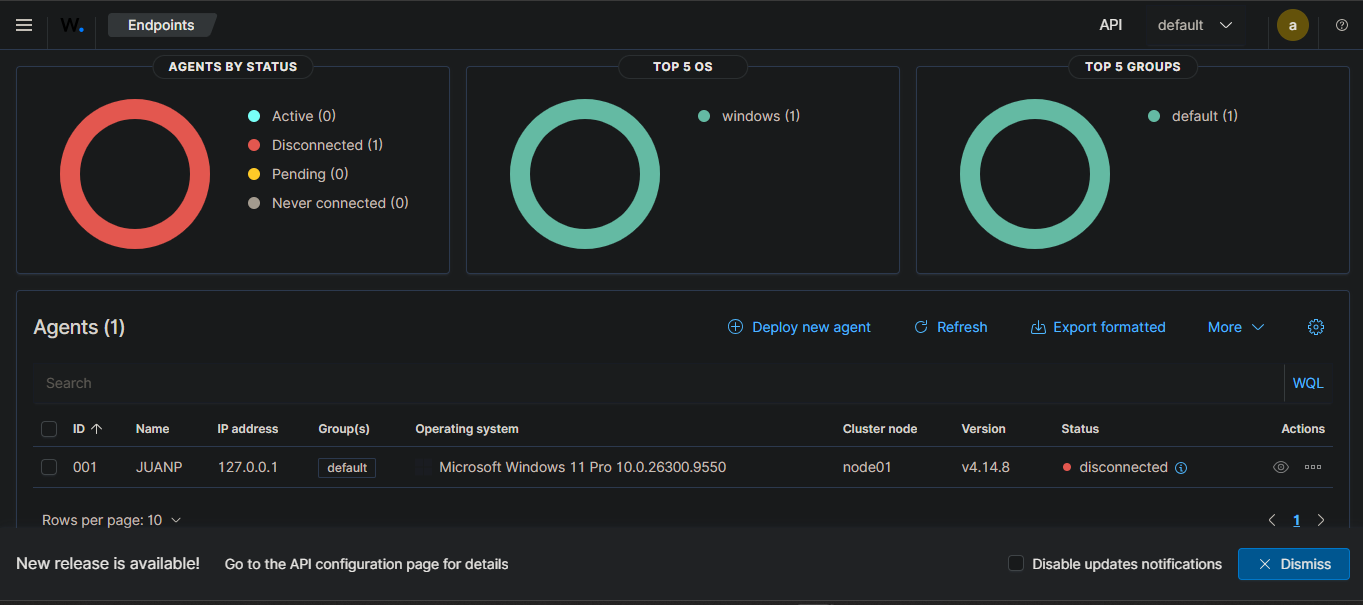 W. Endpoints API default a
AGENTS BY STATUS TOP 5 OS TOP 5 GROUPS
Active (0) windows (1) default (1)
Disconnected (1)
Pending (0)
Never connected (0)
Agents (1) Deploy new agent Refresh Export formatted More
Search WQL
ID Name IP address Group(s) Operating system Cluster node Version Status Actions
001 JUANP 127.0.0.1 default Microsoft Windows 11 Pro 10.0.26300.9550 node01 v4.14.8 disconnected
Rows per page: 10 1
New release is available! Go to the API configuration page for details Disable updates notifications Dismiss